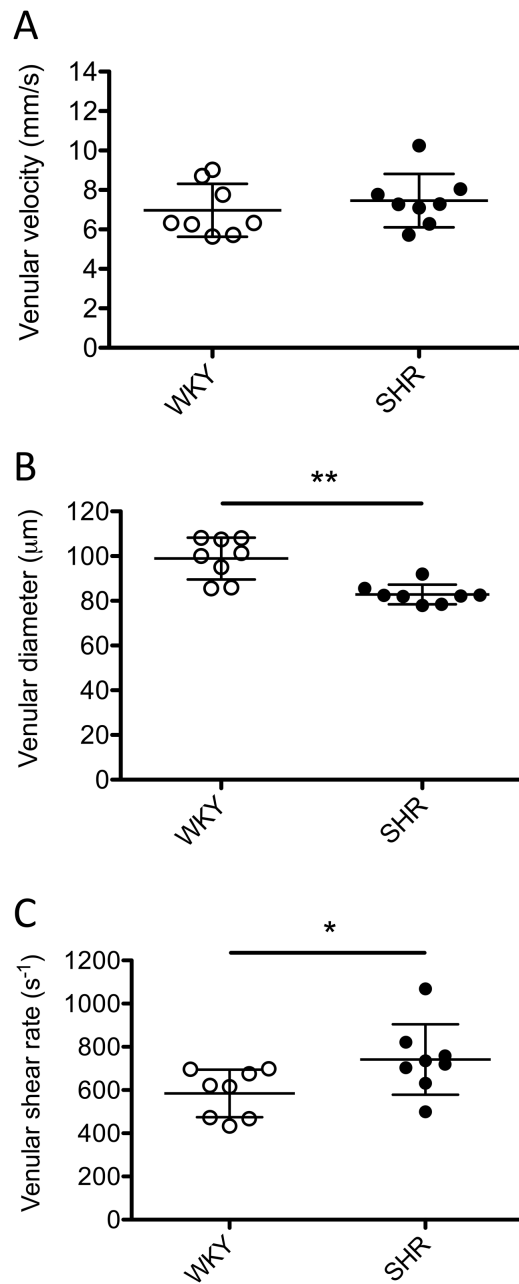 A
Venular velocity (mm/s)
14
12
10
8
6
4
2
0
WKY
SHR
B
**
Venular diameter (μm)
120
100
80
60
40
20
0
WKY
SHR
C
*
Venular shear rate (s⁻¹)
1200
1000
800
600
400
200
0
WKY
SHR